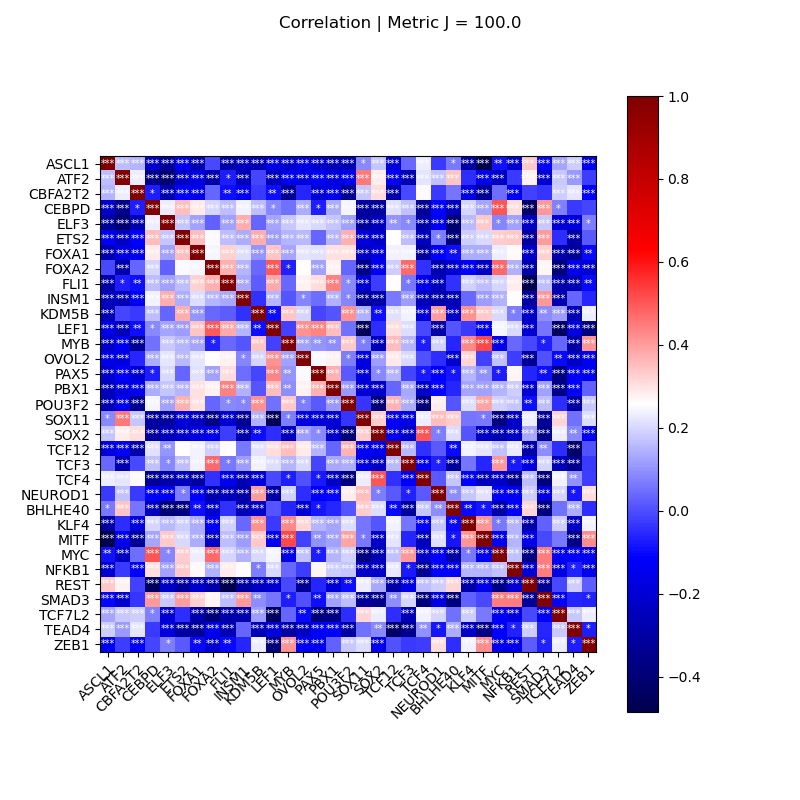 Correlation | Metric J = 100.0
ASCL1
ATF2
CBFA2T2
CEBPD
ELF3
ETS2
FOXA1
FOXA2
FLI1
INSM1
KDM5B
LEF1
MYB
OVOL2
PAX5
PBX1
POU3F2
SOX11
SOX2
TCF12
TCF3
TCF4
NEUROD1
BHLHE40
KLF4
MITF
MYC
NFKB1
REST
SMAD3
TCF7L2
TEAD4
ZEB1
ASCL1
ATF2
CBFA2T2
CEBPD
ELF3
ETS2
FOXA1
FOXA2
FLI1
INSM1
KDM5B
LEF1
MYB
OVOL2
PAX5
PBX1
POU3F2
SOX11
SOX2
TCF12
TCF3
TCF4
NEUROD1
BHLHE40
KLF4
MITF
MYC
NFKB1
REST
SMAD3
TCF7L2
TEAD4
ZEB1
1.0
0.8
0.6
0.4
0.2
0.0
−0.2
−0.4